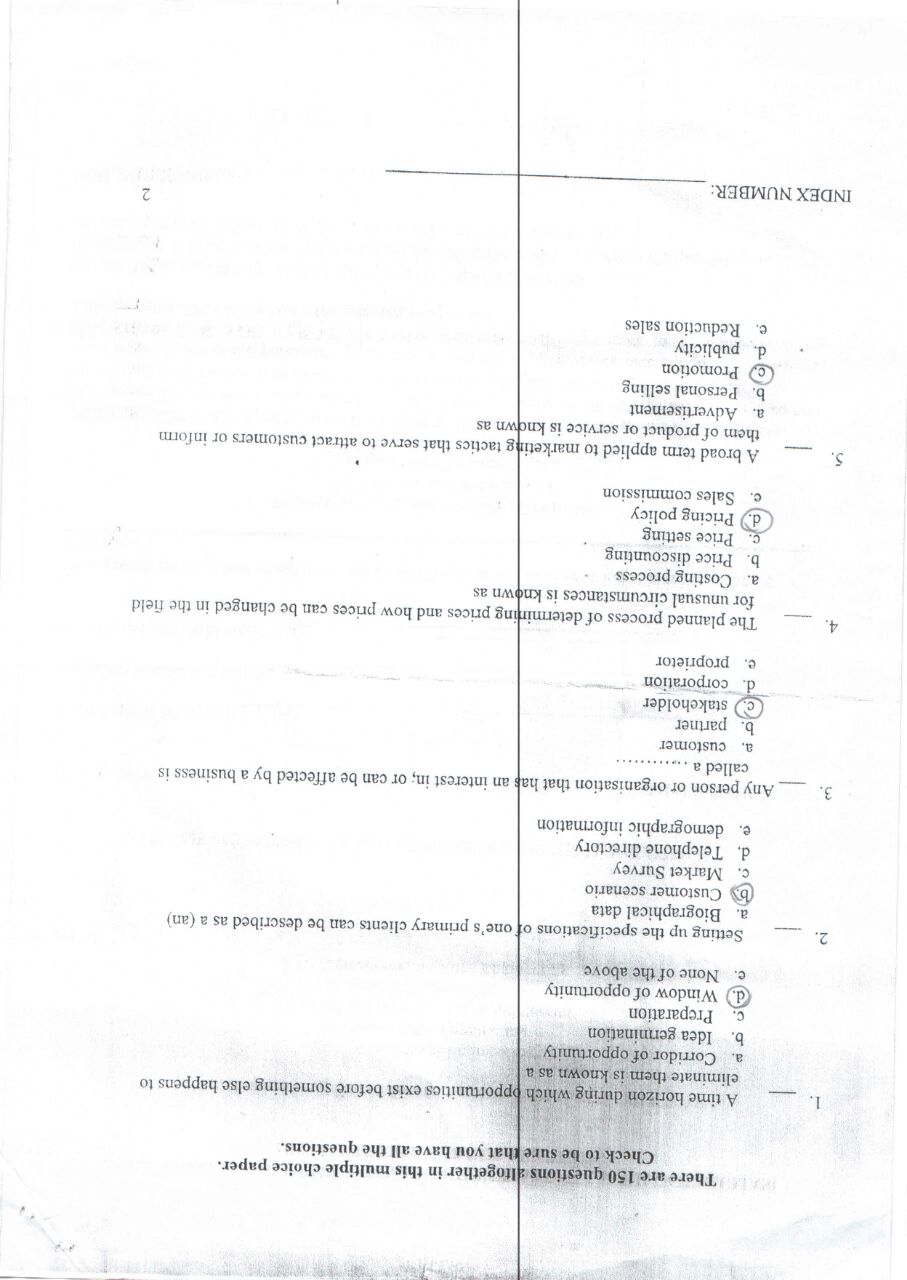 There are 150 questions altogether in this multiple choice paper.
Check to be sure that you have all the questions.
1. ___ A time horizon during which opportunities exist before something else happens to
eliminate them is known as a
a. Corridor of opportunity
b. Idea germination
c. Preparation
d. Window of opportunity
e. None of the above
2. ___ Setting up the specifications of one's primary clients can be described as a (an)
a. Biographical data
b. Customer scenario
c. Market Survey
d. Telephone directory
e. demographic information
3. ___ Any person or organisation that has an interest in, or can be affected by a business is
called a ............
a. customer
b. partner
c. stakeholder
d. corporation
e. proprietor
4. ___ The planned process of determining prices and how prices can be changed in the field
for unusual circumstances is known as
a. Costing process
b. Price discounting
c. Price setting
d. Pricing policy
e. Sales commission
5. ___ A broad term applied to marketing tactics that serve to attract customers or inform
them of product or service is known as
a. Advertisement
b. Personal selling
c. Promotion
d. publicity
e. Reduction sales
INDEX NUMBER: ____________________ 2